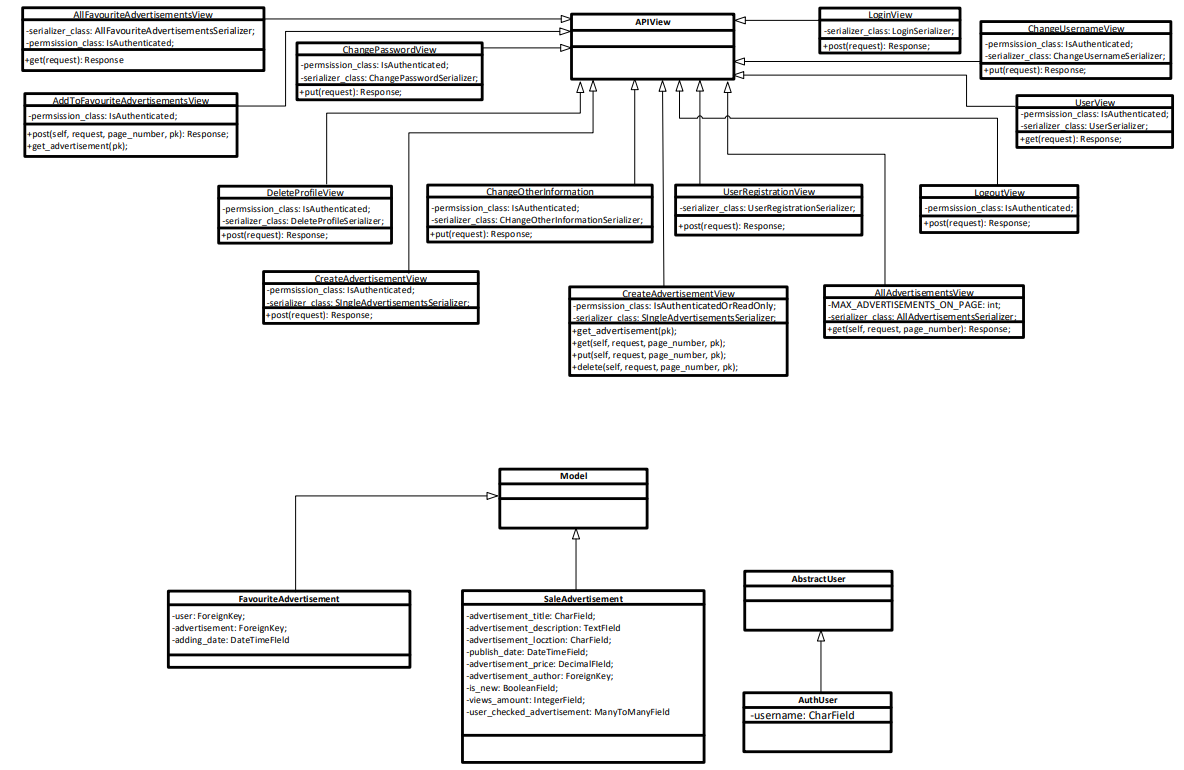 AllFavouriteAdvertisementsView
-serializer_class: AllFavouriteAdvertisementsSerializer;
-permsission_class: IsAuthenticated;
+get(request): Response
ChangePasswordView
-permsission_class: IsAuthenticated;
-serializer_class: ChangePasswordSerializer;
+put(request): Response;
AddToFavouriteAdvertisementsView
-permsission_class: IsAuthenticated;
+post(self, request, page_number, pk): Response;
+get_advertisement(pk);
APIView
LoginView
-serializer_class: LoginSerializer;
+post(request): Response;
ChangeUsernameView
-permsission_class: IsAuthenticated;
-serializer_class: ChangeUsernameSerializer;
+put(request): Response;
UserView
-permsission_class: IsAuthenticated;
-serializer_class: UserSerializer;
+get(request): Response;
DeleteProfileView
-permsission_class: IsAuthenticated;
-serializer_class: DeleteProfileSerializer;
+post(request): Response;
ChangeOtherInformation
-permsission_class: IsAuthenticated;
-serializer_class: CHangeOtherInformationSerializer;
+put(request): Response;
UserRegistrationView
-serializer_class: UserRegistrationSerializer;
+post(request): Response;
LogoutView
-permsission_class: IsAuthenticated;
+post(request): Response;
CreateAdvertisementView
-permsission_class: IsAuthenticated;
-serializer_class: SIngleAdvertisementsSerializer;
+post(request): Response;
CreateAdvertisementView
-permsission_class: IsAuthenticatedOrReadOnly;
-serializer_class: SIngleAdvertisementsSerializer;
+get_advertisement(pk);
+get(self, request, page_number, pk);
+put(self, request, page_number, pk);
+delete(self, request, page_number, pk);
AllAdvertisementsView
-MAX_ADVERTISEMENTS_ON_PAGE: int;
-serializer_class: AllAdvertisementsSerializer;
+get(self, request, page_number): Response;
Model
FavouriteAdvertisement
-user: ForeignKey;
-advertisement: ForeignKey;
-adding_date: DateTimeField
SaleAdvertisement
-advertisement_title: CharField;
-advertisement_description: TextField
-advertisement_locztion: CharField;
-publish_date: DateTimeField;
-advertisement_price: DecimalField;
-advertisement_author: ForeignKey;
-is_new: BooleanField;
-views_amount: IntegerField;
-user_checked_advertisement: ManyToManyField
AbstractUser
AuthUser
-username: CharField